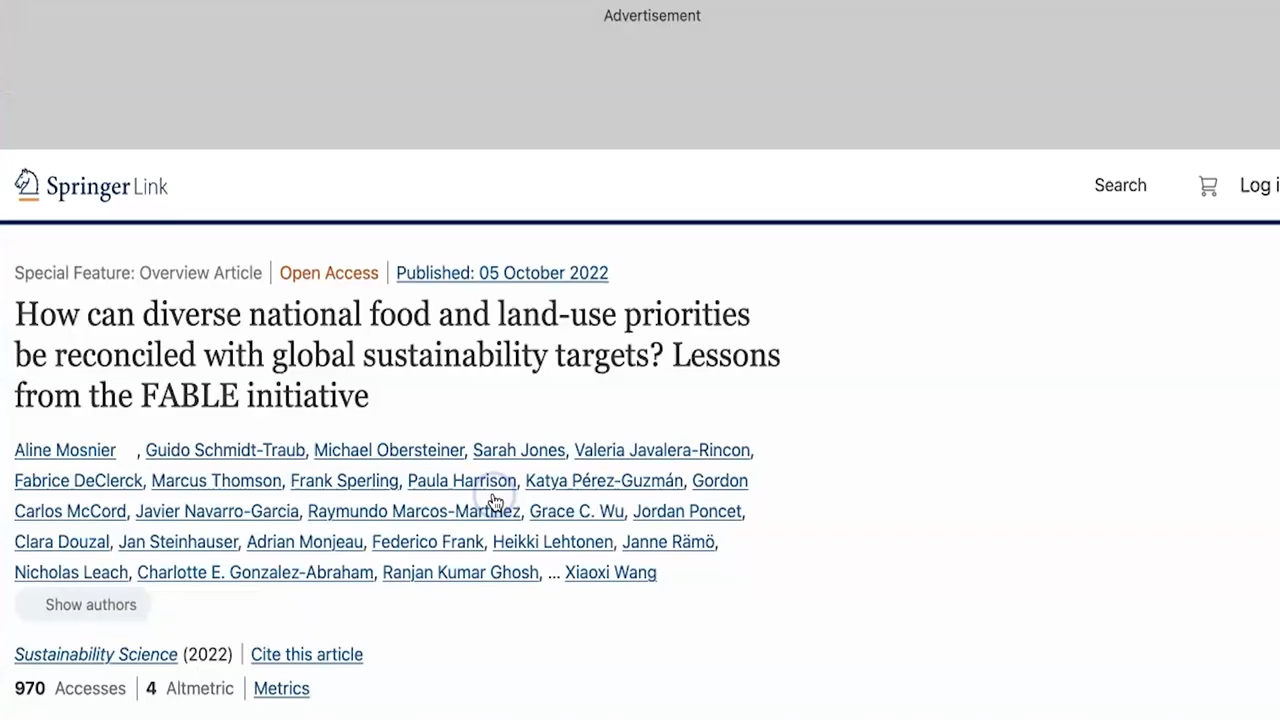 Advertisement
Springer Link
Search
Log i
Special Feature: Overview Article | Open Access | Published: 05 October 2022
How can diverse national food and land-use priorities
be reconciled with global sustainability targets? Lessons
from the FABLE initiative
Aline Mosnier , Guido Schmidt-Traub, Michael Obersteiner, Sarah Jones, Valeria Javalera-Rincon,
Fabrice DeClerck, Marcus Thomson, Frank Sperling, Paula Harrison, Katya Pérez-Guzmán, Gordon
Carlos McCord, Javier Navarro-Garcia, Raymundo Marcos-Martinez, Grace C. Wu, Jordan Poncet,
Clara Douzal, Jan Steinhauser, Adrian Monjeau, Federico Frank, Heikki Lehtonen, Janne Rämö,
Nicholas Leach, Charlotte E. Gonzalez-Abraham, Ranjan Kumar Ghosh, ... Xiaoxi Wang
Show authors
Sustainability Science (2022) | Cite this article
970 Accesses | 4 Altmetric | Metrics